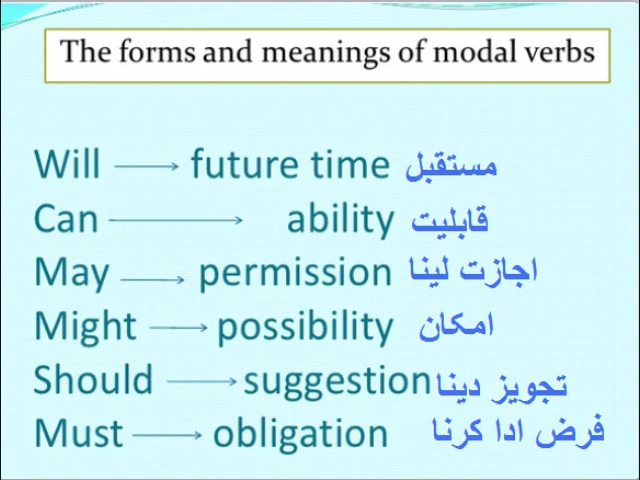 The forms and meanings of modal verbs
Will → future time مستقبل
Can → ability قابلیت
May → permission اجازت لینا
Might → possibility امکان
Should → suggestion تجویز دینا
Must → obligation فرض ادا کرنا